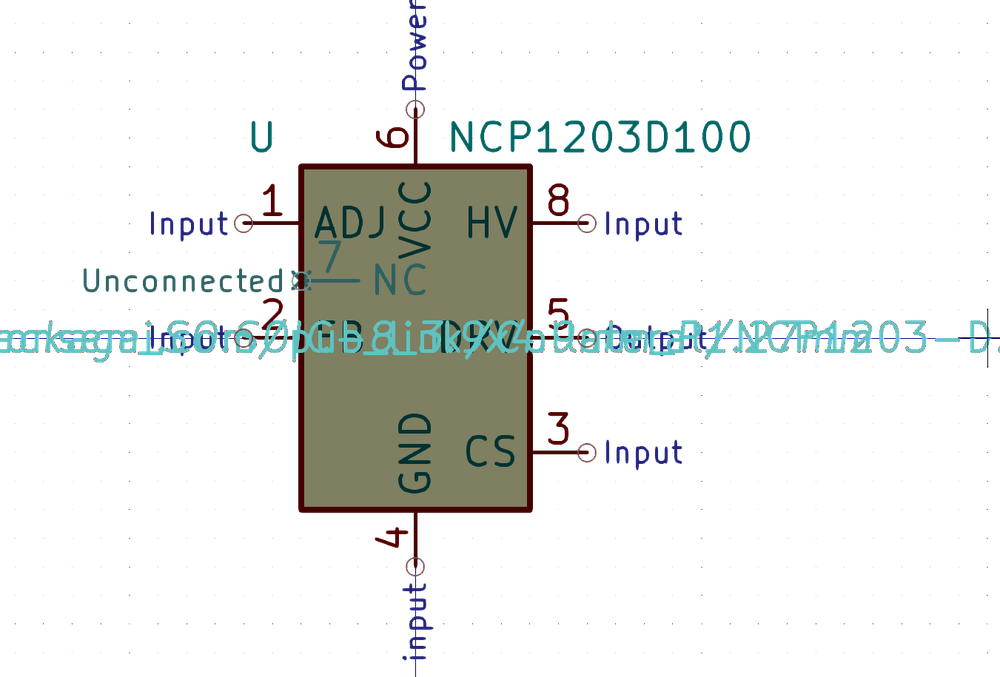 Power
U
6
NCP1203D100
1
8
Input
ADJ
VCC
HV
Input
7
Unconnected
NC
2
5
Input
FB
DRV
Output
3
GND
CS
Input
4
input